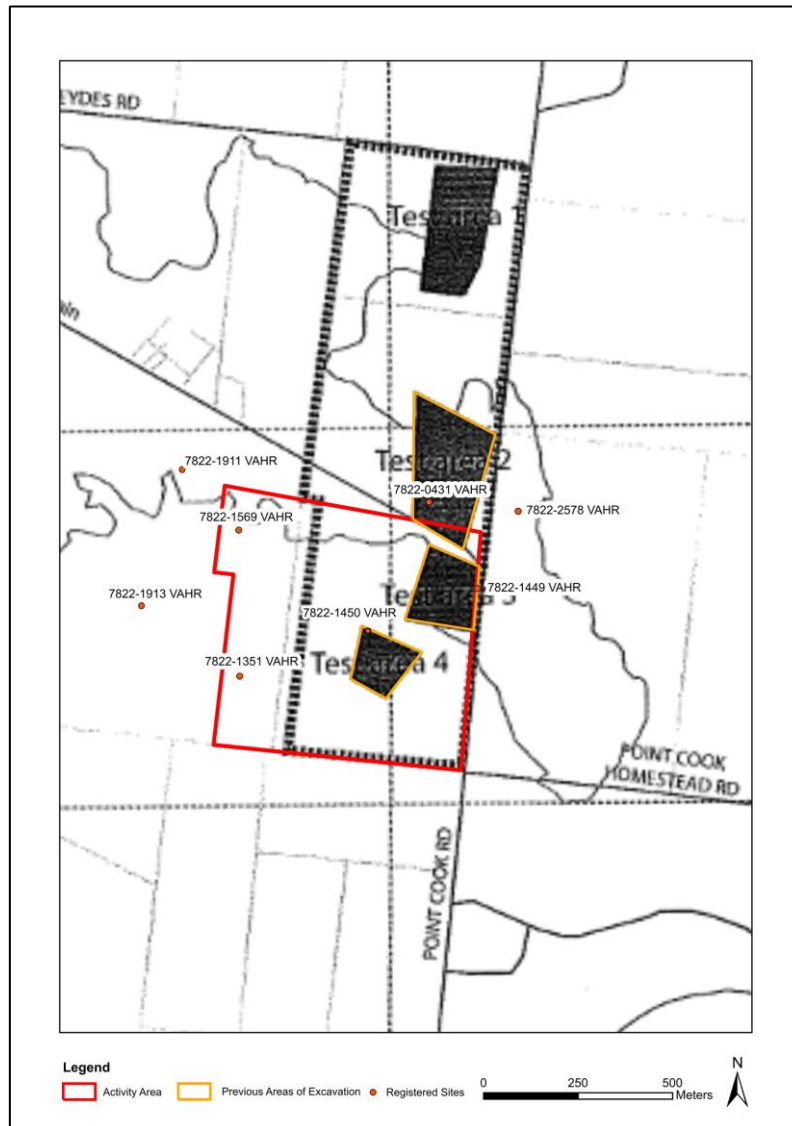 EYDES RD
Test area 1
ain
Test area 2
7822-1911 VAHR
7822-0431 VAHR
7822-2578 VAHR
7822-1569 VAHR
7822-1449 VAHR
7822-1913 VAHR
Test area 3
7822-1450 VAHR
Test area 4
7822-1351 VAHR
POINT COOK
HOMESTEAD RD
POINT COOK RD
Legend
Activity Area
Previous Areas of Excavation
Registered Sites
0 250 500
Meters
N